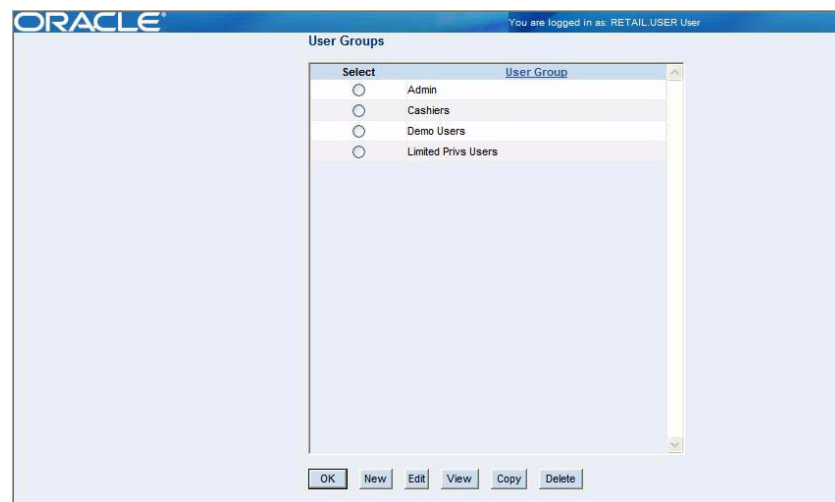 ORACLE®
You are logged in as: RETAIL.USER User
User Groups
Select User Group
Admin
Cashiers
Demo Users
Limited Privs Users
OK New Edit View Copy Delete